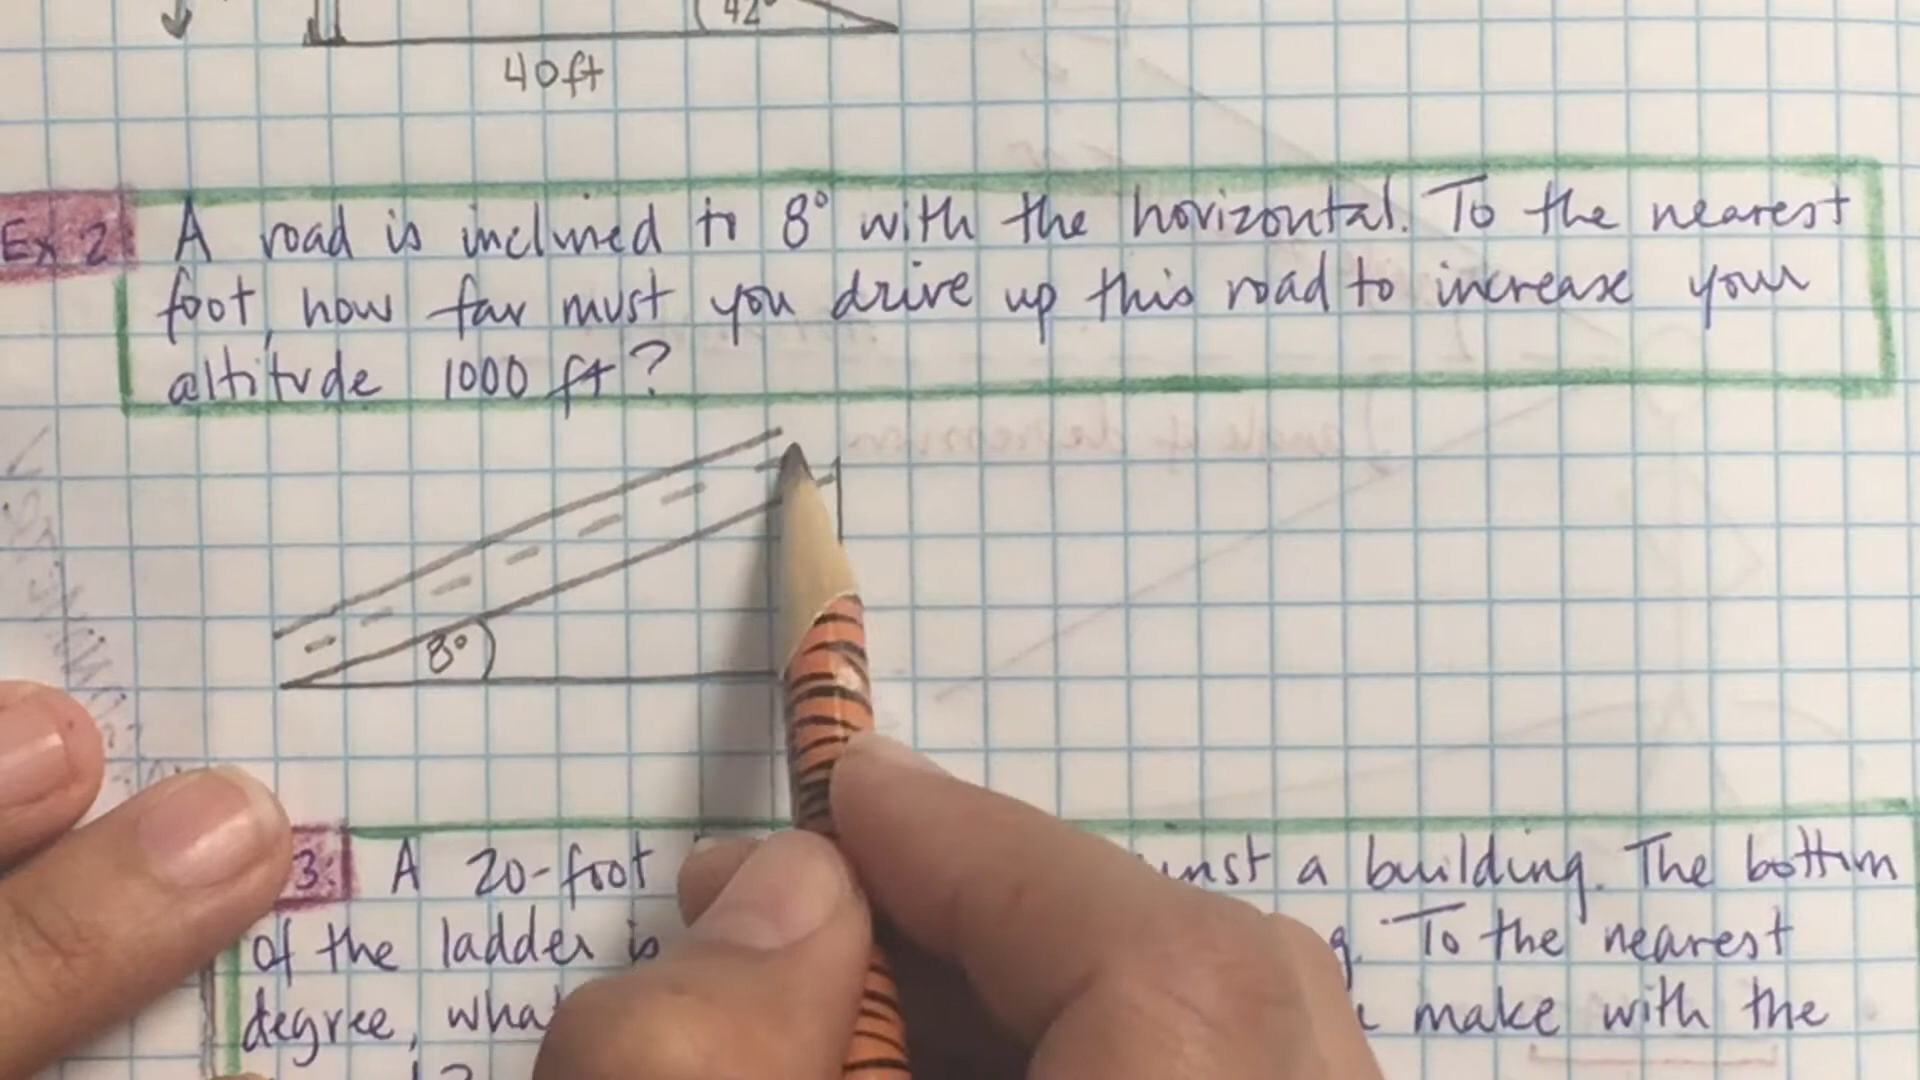 42°
40ft
Ex 2 A road is inclined to 8° with the horizontal. To the nearest
foot, how far must you drive up this road to increase your
altitude 1000 ft?
8°
3. A 20-foot a building. The bottom
of the ladder is To the nearest
degree, make with the